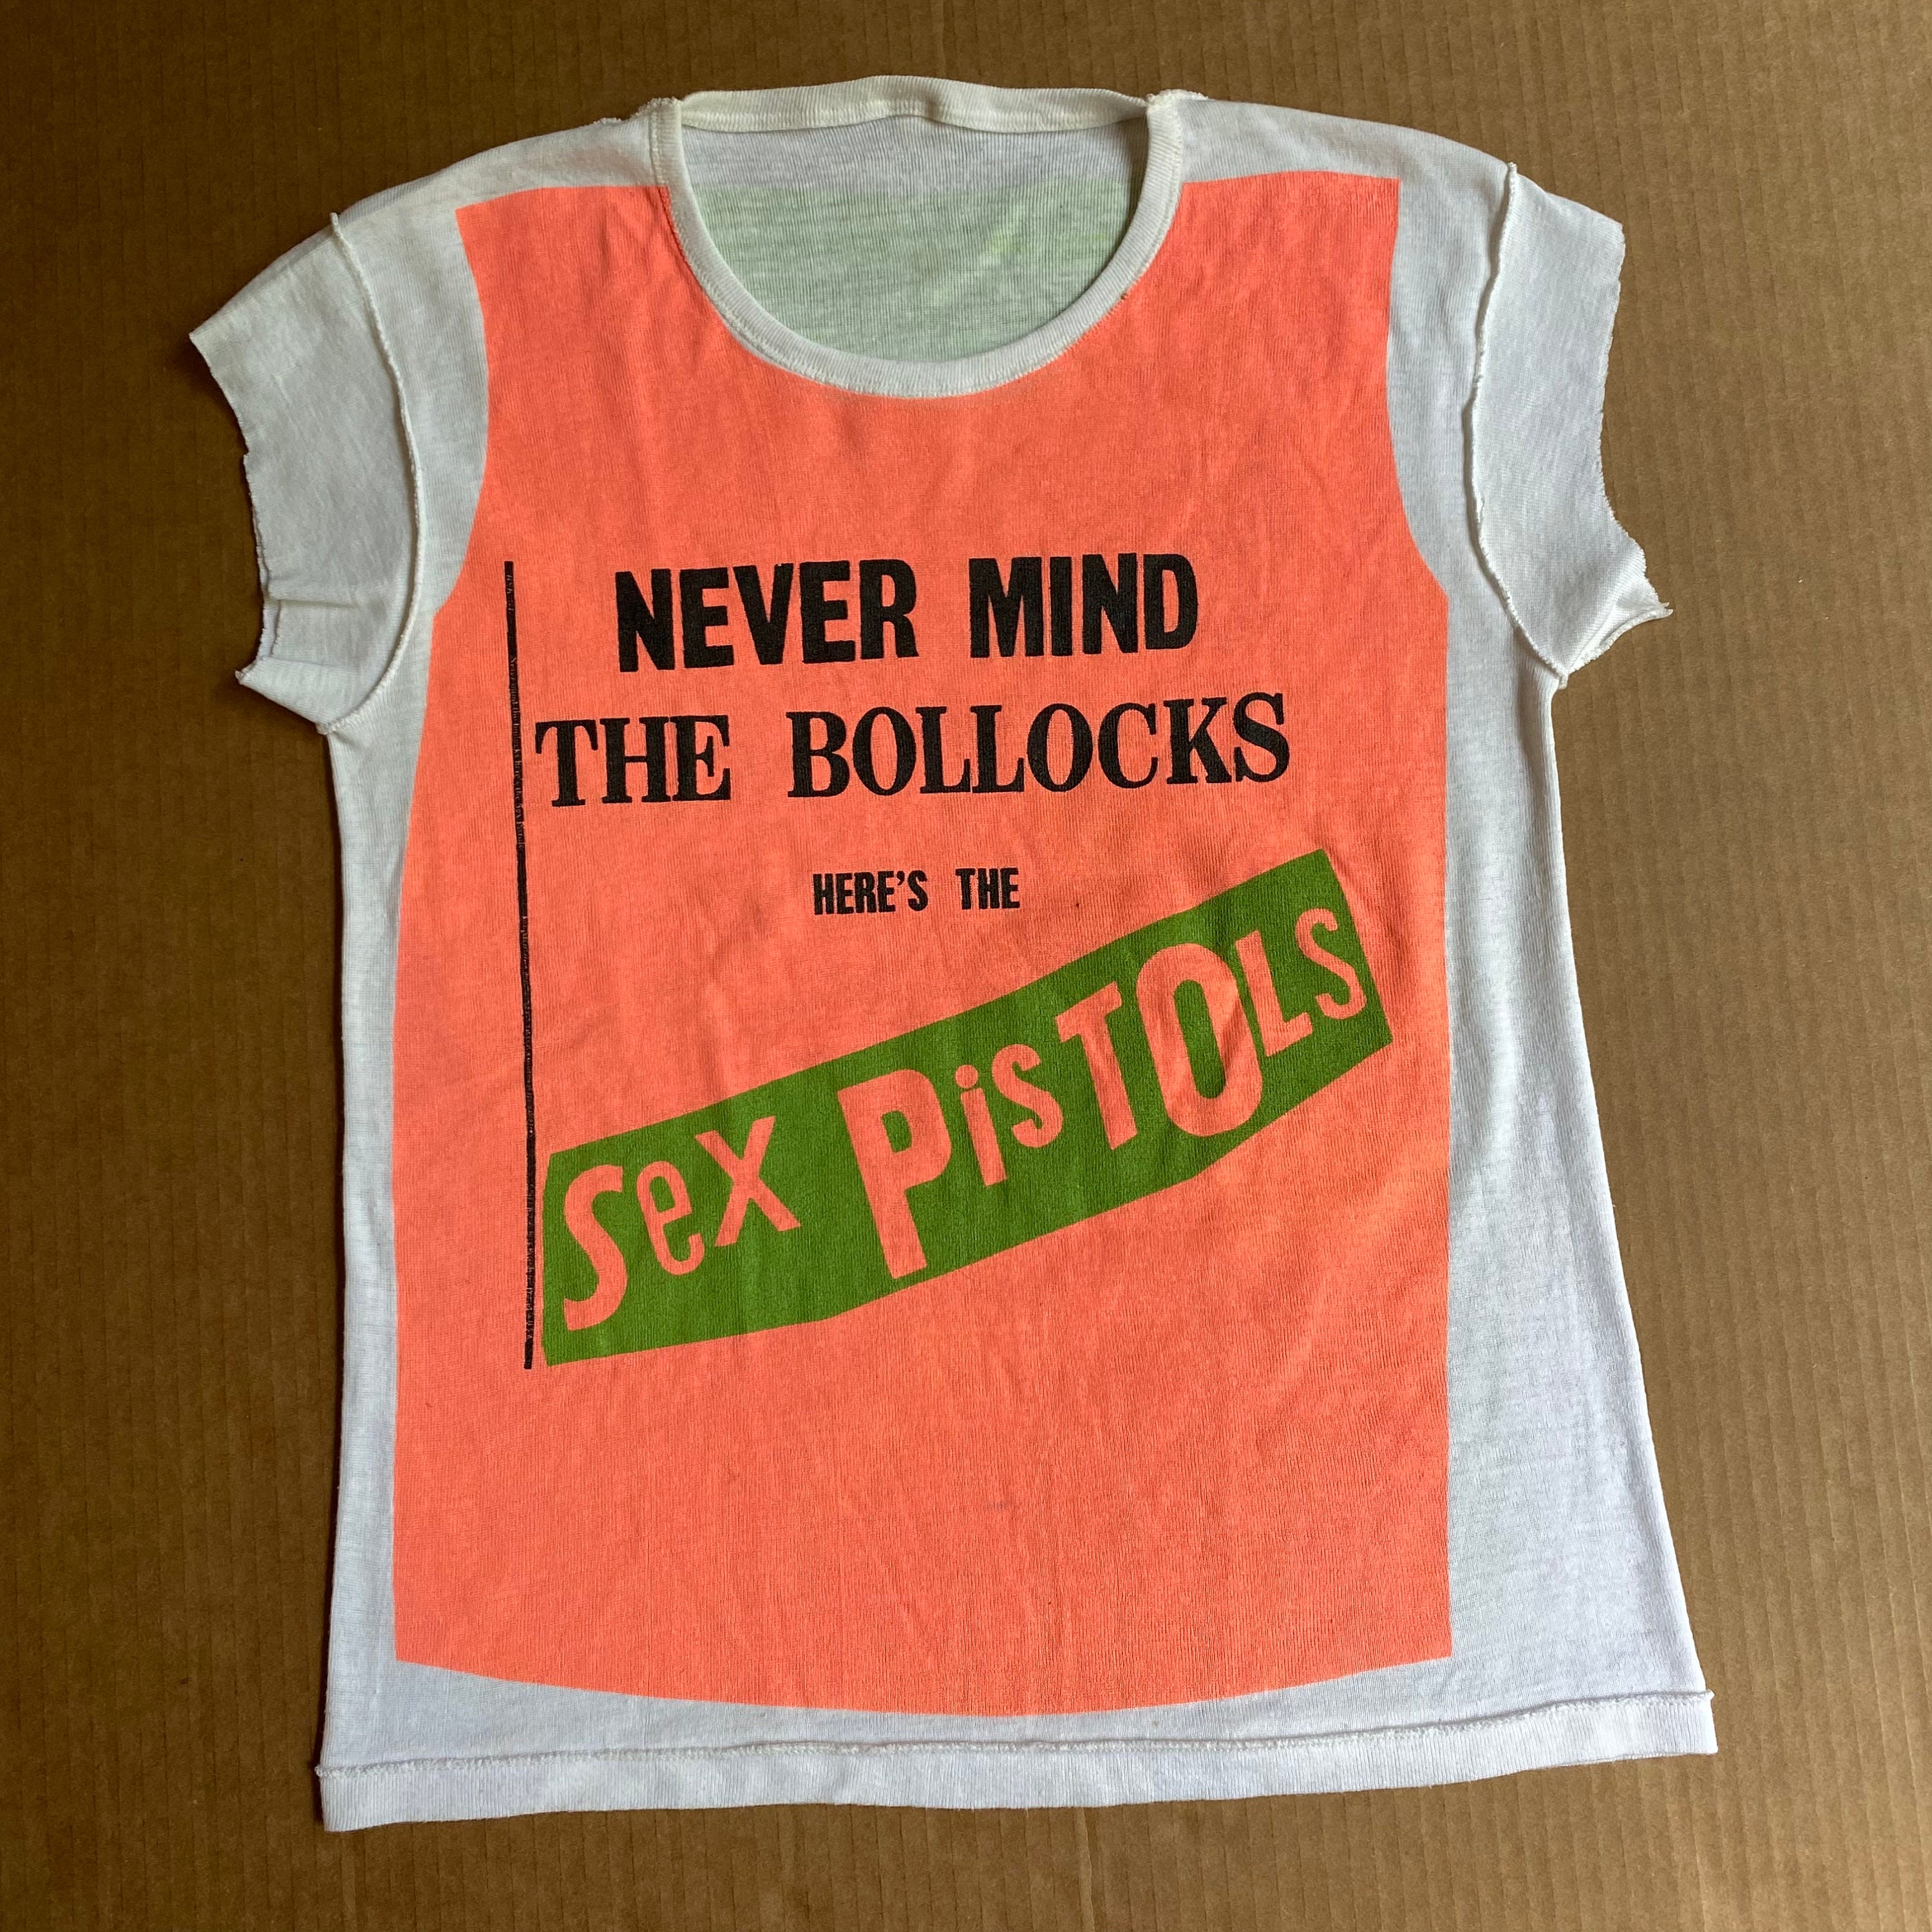 NEVER MIND
THE BOLLOCKS
HERE'S THE
SeX PisTOLS